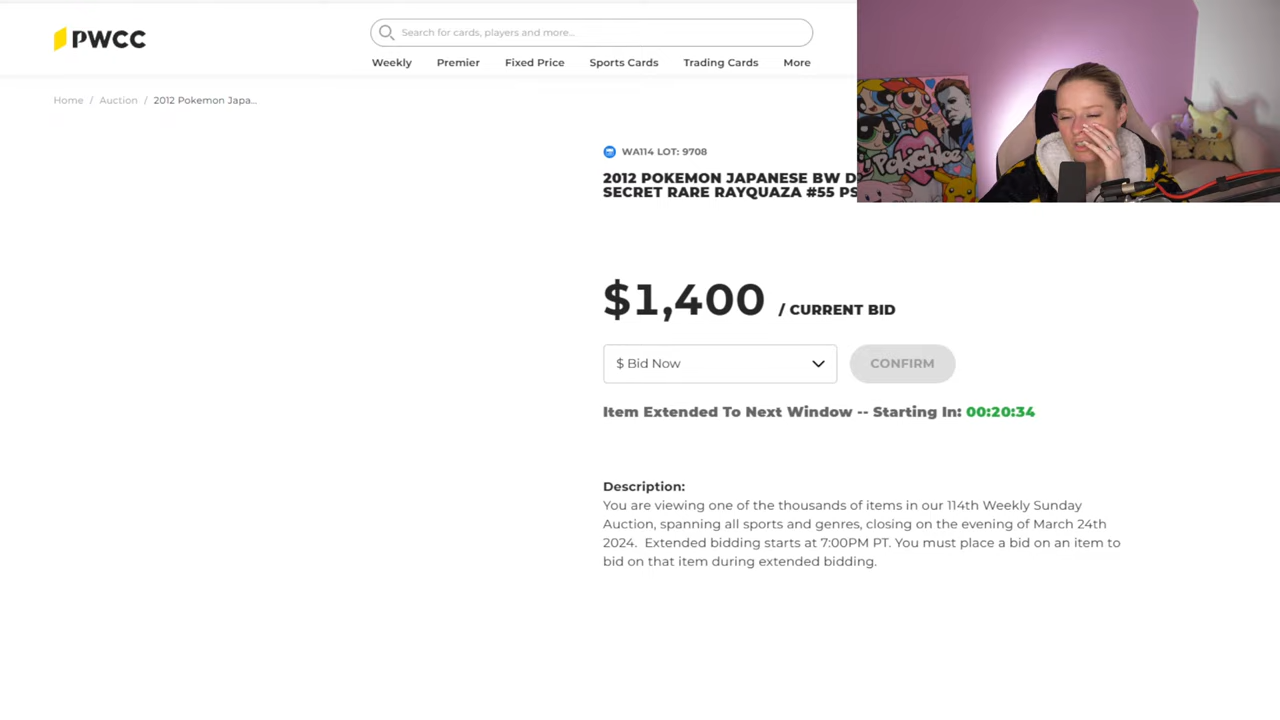 PWCC
Search for cards, players and more...
Weekly Premier Fixed Price Sports Cards Trading Cards More
Home / Auction / 2012 Pokemon Japa...
WA114 LOT: 9708
2012 POKEMON JAPANESE BW D
SECRET RARE RAYQUAZA #55 PS
Pokichloe
$1,400 / CURRENT BID
$ Bid Now
CONFIRM
Item Extended To Next Window -- Starting In: 00:20:34
Description:
You are viewing one of the thousands of items in our 114th Weekly Sunday
Auction, spanning all sports and genres, closing on the evening of March 24th
2024. Extended bidding starts at 7:00PM PT. You must place a bid on an item to
bid on that item during extended bidding.